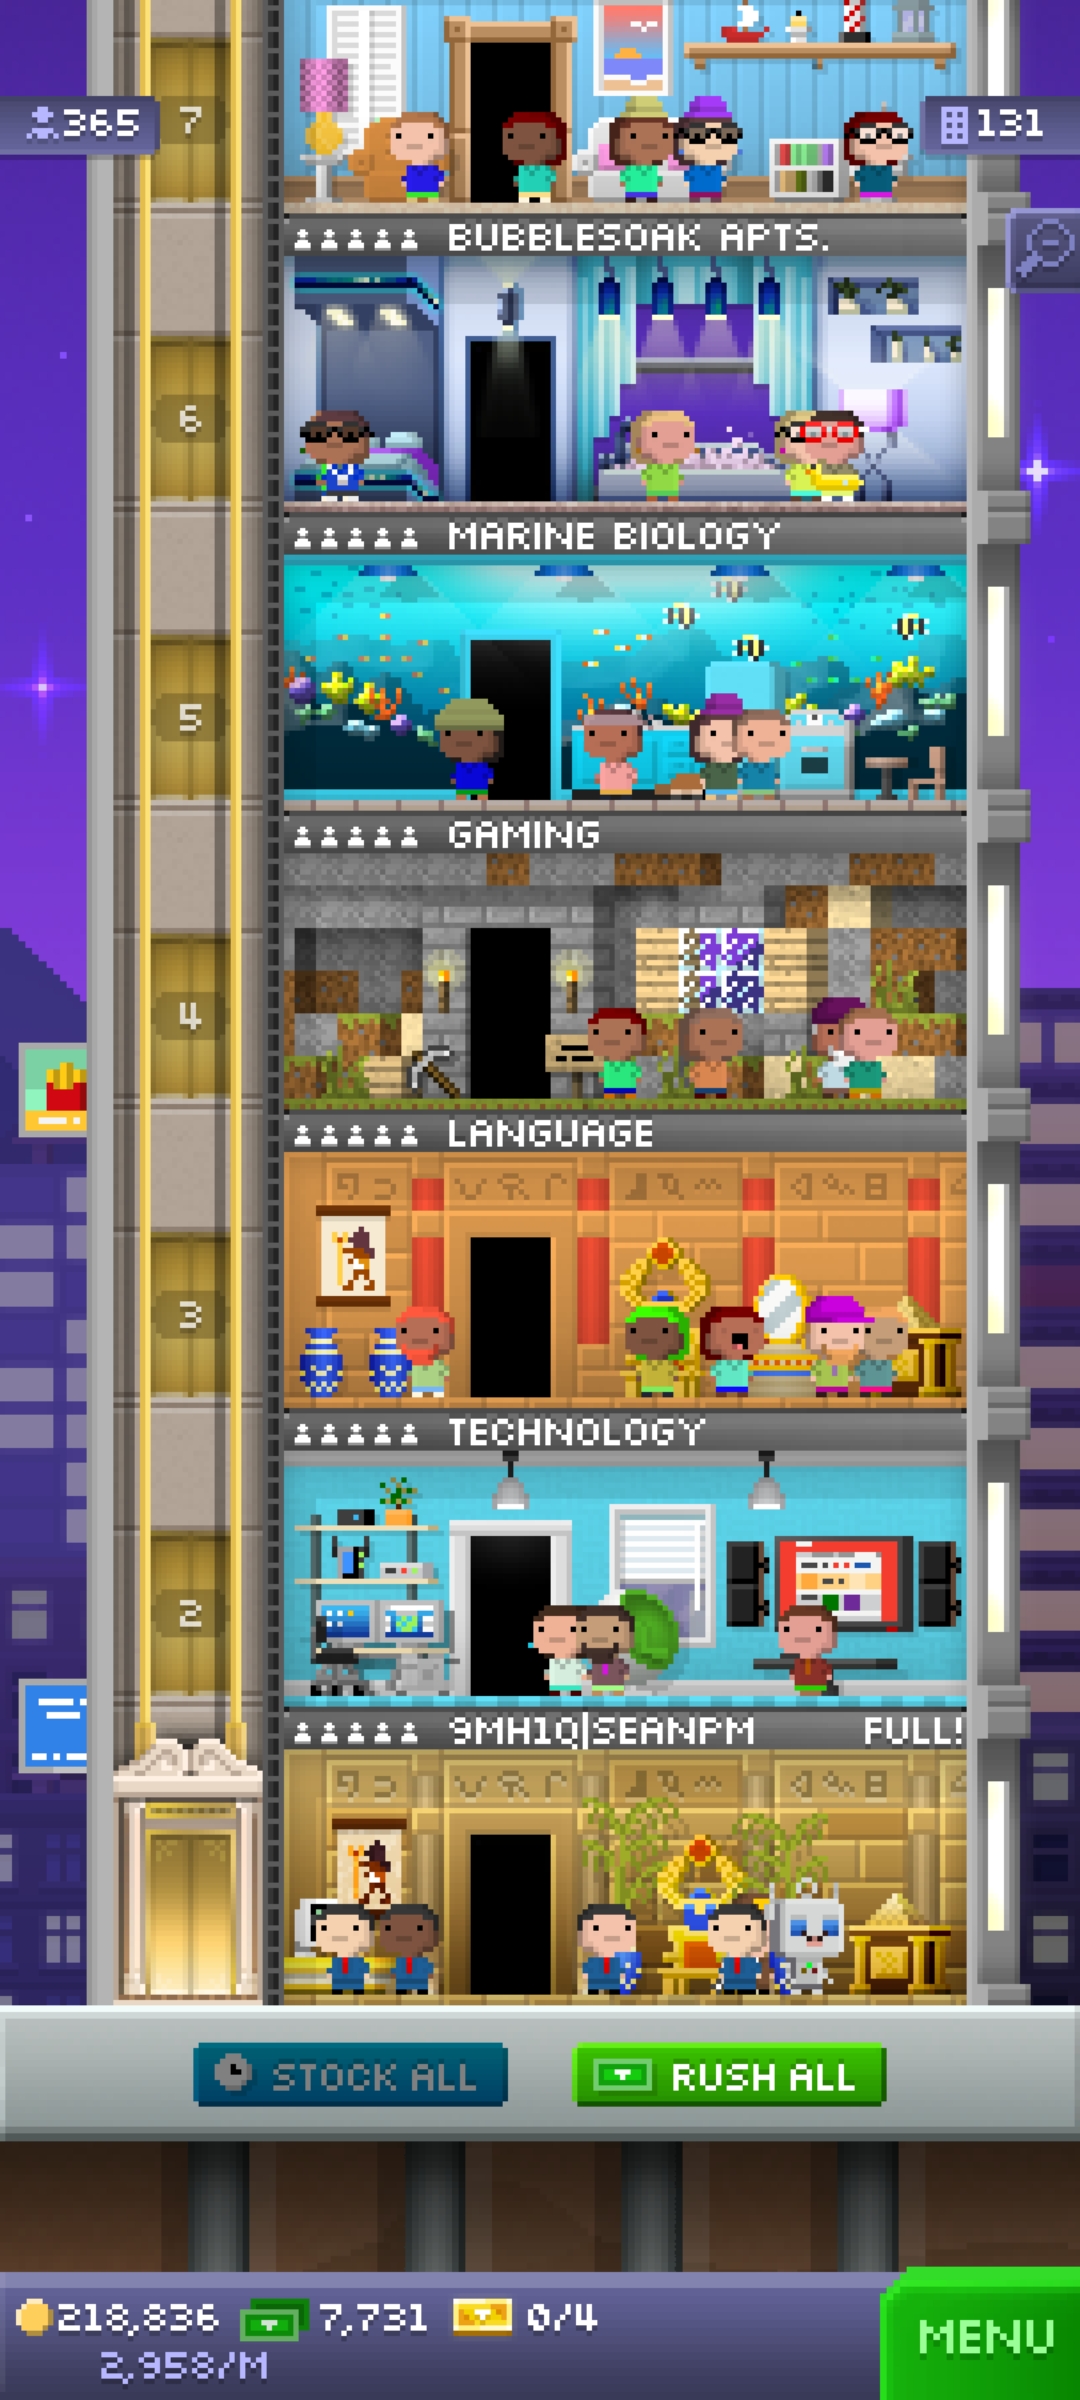 365
7
131
BUBBLESOAK APTS.
6
MARINE BIOLOGY
5
GAMING
4
LANGUAGE
3
TECHNOLOGY
2
9MH1Q|SEANPM FULL!
STOCK ALL
RUSH ALL
218,836 7,731 0/4
2,958/M
MENU